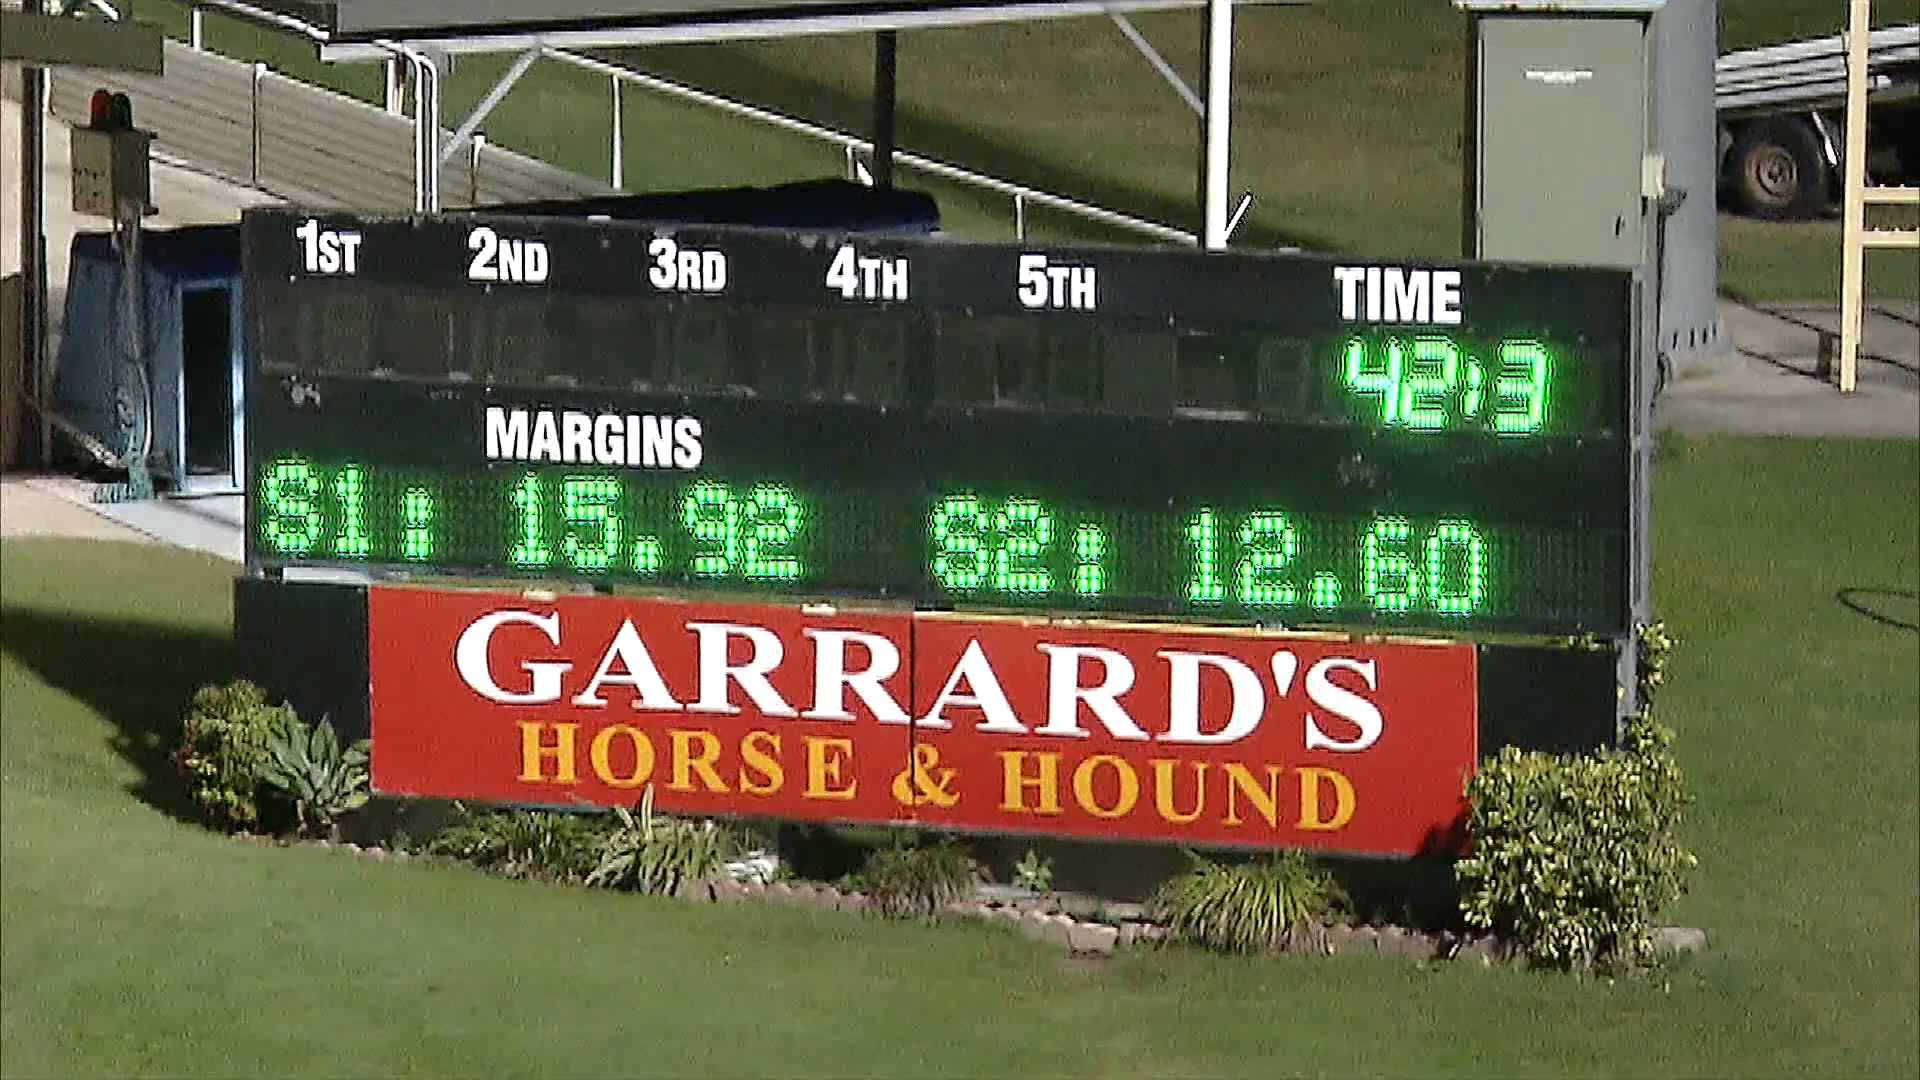 1ST 2ND 3RD 4TH 5TH TIME
42:3
MARGINS
S1: 15.92 S2: 12.60
GARRARD'S
HORSE & HOUND